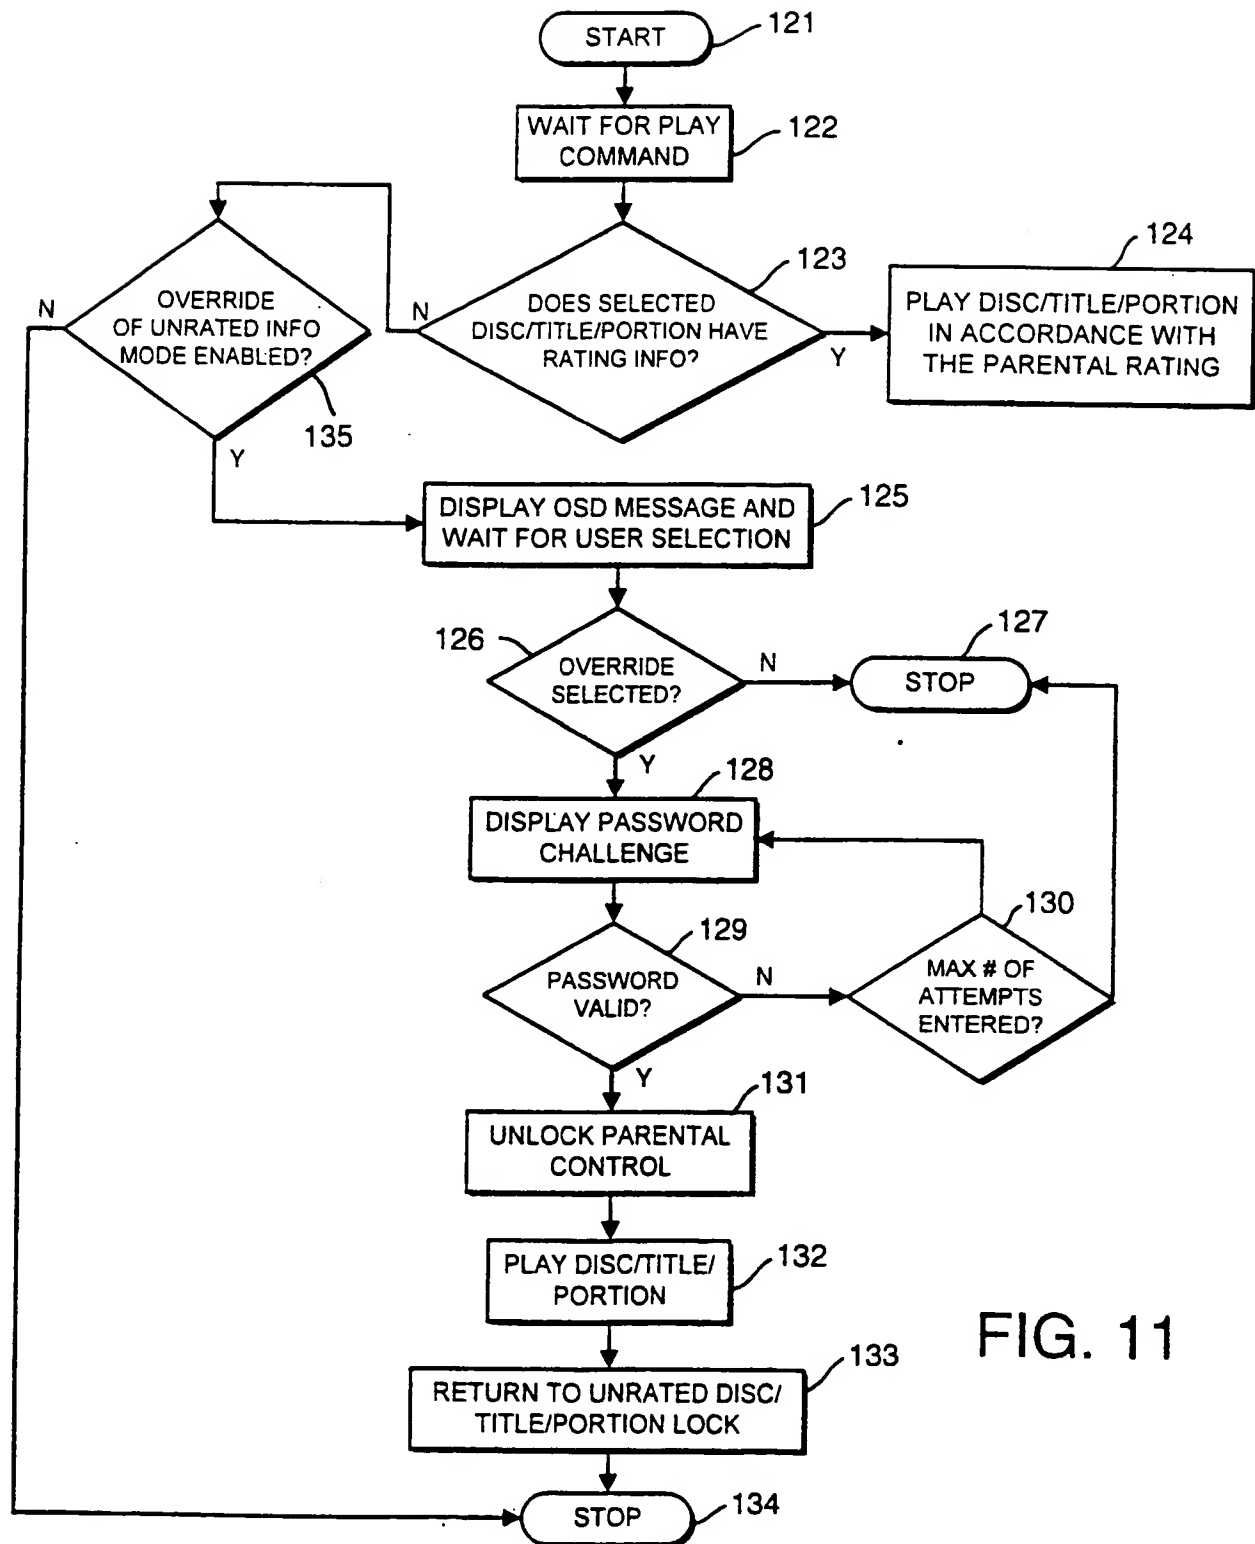 START
121
WAIT FOR PLAY
COMMAND
122
DOES SELECTED
DISC/TITLE/PORTION HAVE
RATING INFO?
123
N
Y
PLAY DISC/TITLE/PORTION
IN ACCORDANCE WITH
THE PARENTAL RATING
124
OVERRIDE
OF UNRATED INFO
MODE ENABLED?
N
135
Y
DISPLAY OSD MESSAGE AND
WAIT FOR USER SELECTION
125
126
OVERRIDE
SELECTED?
N
STOP
127
Y
128
DISPLAY PASSWORD
CHALLENGE
129
PASSWORD
VALID?
N
130
MAX # OF
ATTEMPTS
ENTERED?
Y
131
UNLOCK PARENTAL
CONTROL
PLAY DISC/TITLE/
PORTION
132
RETURN TO UNRATED DISC/
TITLE/PORTION LOCK
133
STOP
134
FIG. 11